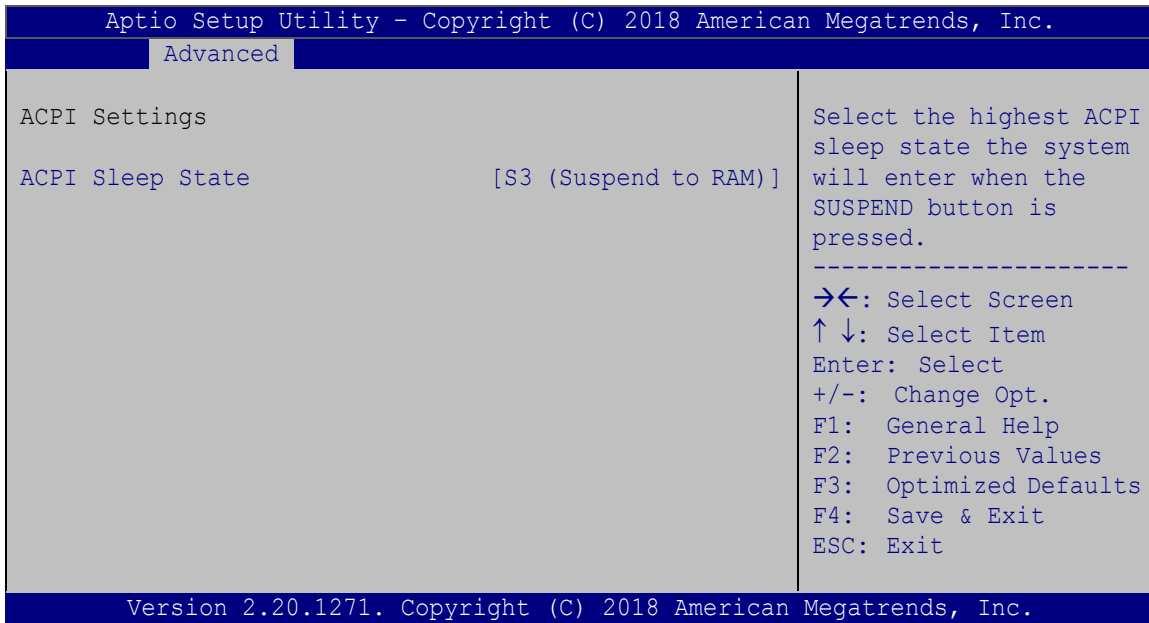 Aptio Setup Utility – Copyright (C) 2018 American Megatrends, Inc.
Advanced
ACPI Settings
ACPI Sleep State [S3 (Suspend to RAM)]
Select the highest ACPI
sleep state the system
will enter when the
SUSPEND button is
pressed.
----------------------
→←: Select Screen
↑ ↓: Select Item
Enter: Select
+/-: Change Opt.
F1: General Help
F2: Previous Values
F3: Optimized Defaults
F4: Save & Exit
ESC: Exit
Version 2.20.1271. Copyright (C) 2018 American Megatrends, Inc.